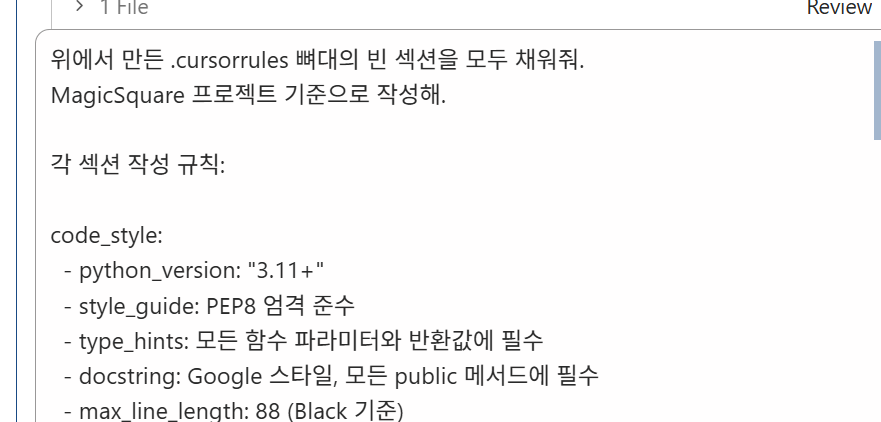 1 File
Review
위에서 만든 .cursorrules 뼈대의 빈 섹션을 모두 채워줘.
MagicSquare 프로젝트 기준으로 작성해.
각 섹션 작성 규칙:
code_style:
- python_version: "3.11+"
- style_guide: PEP8 엄격 준수
- type_hints: 모든 함수 파라미터와 반환값에 필수
- docstring: Google 스타일, 모든 public 메서드에 필수
- max_line_length: 88 (Black 기준)